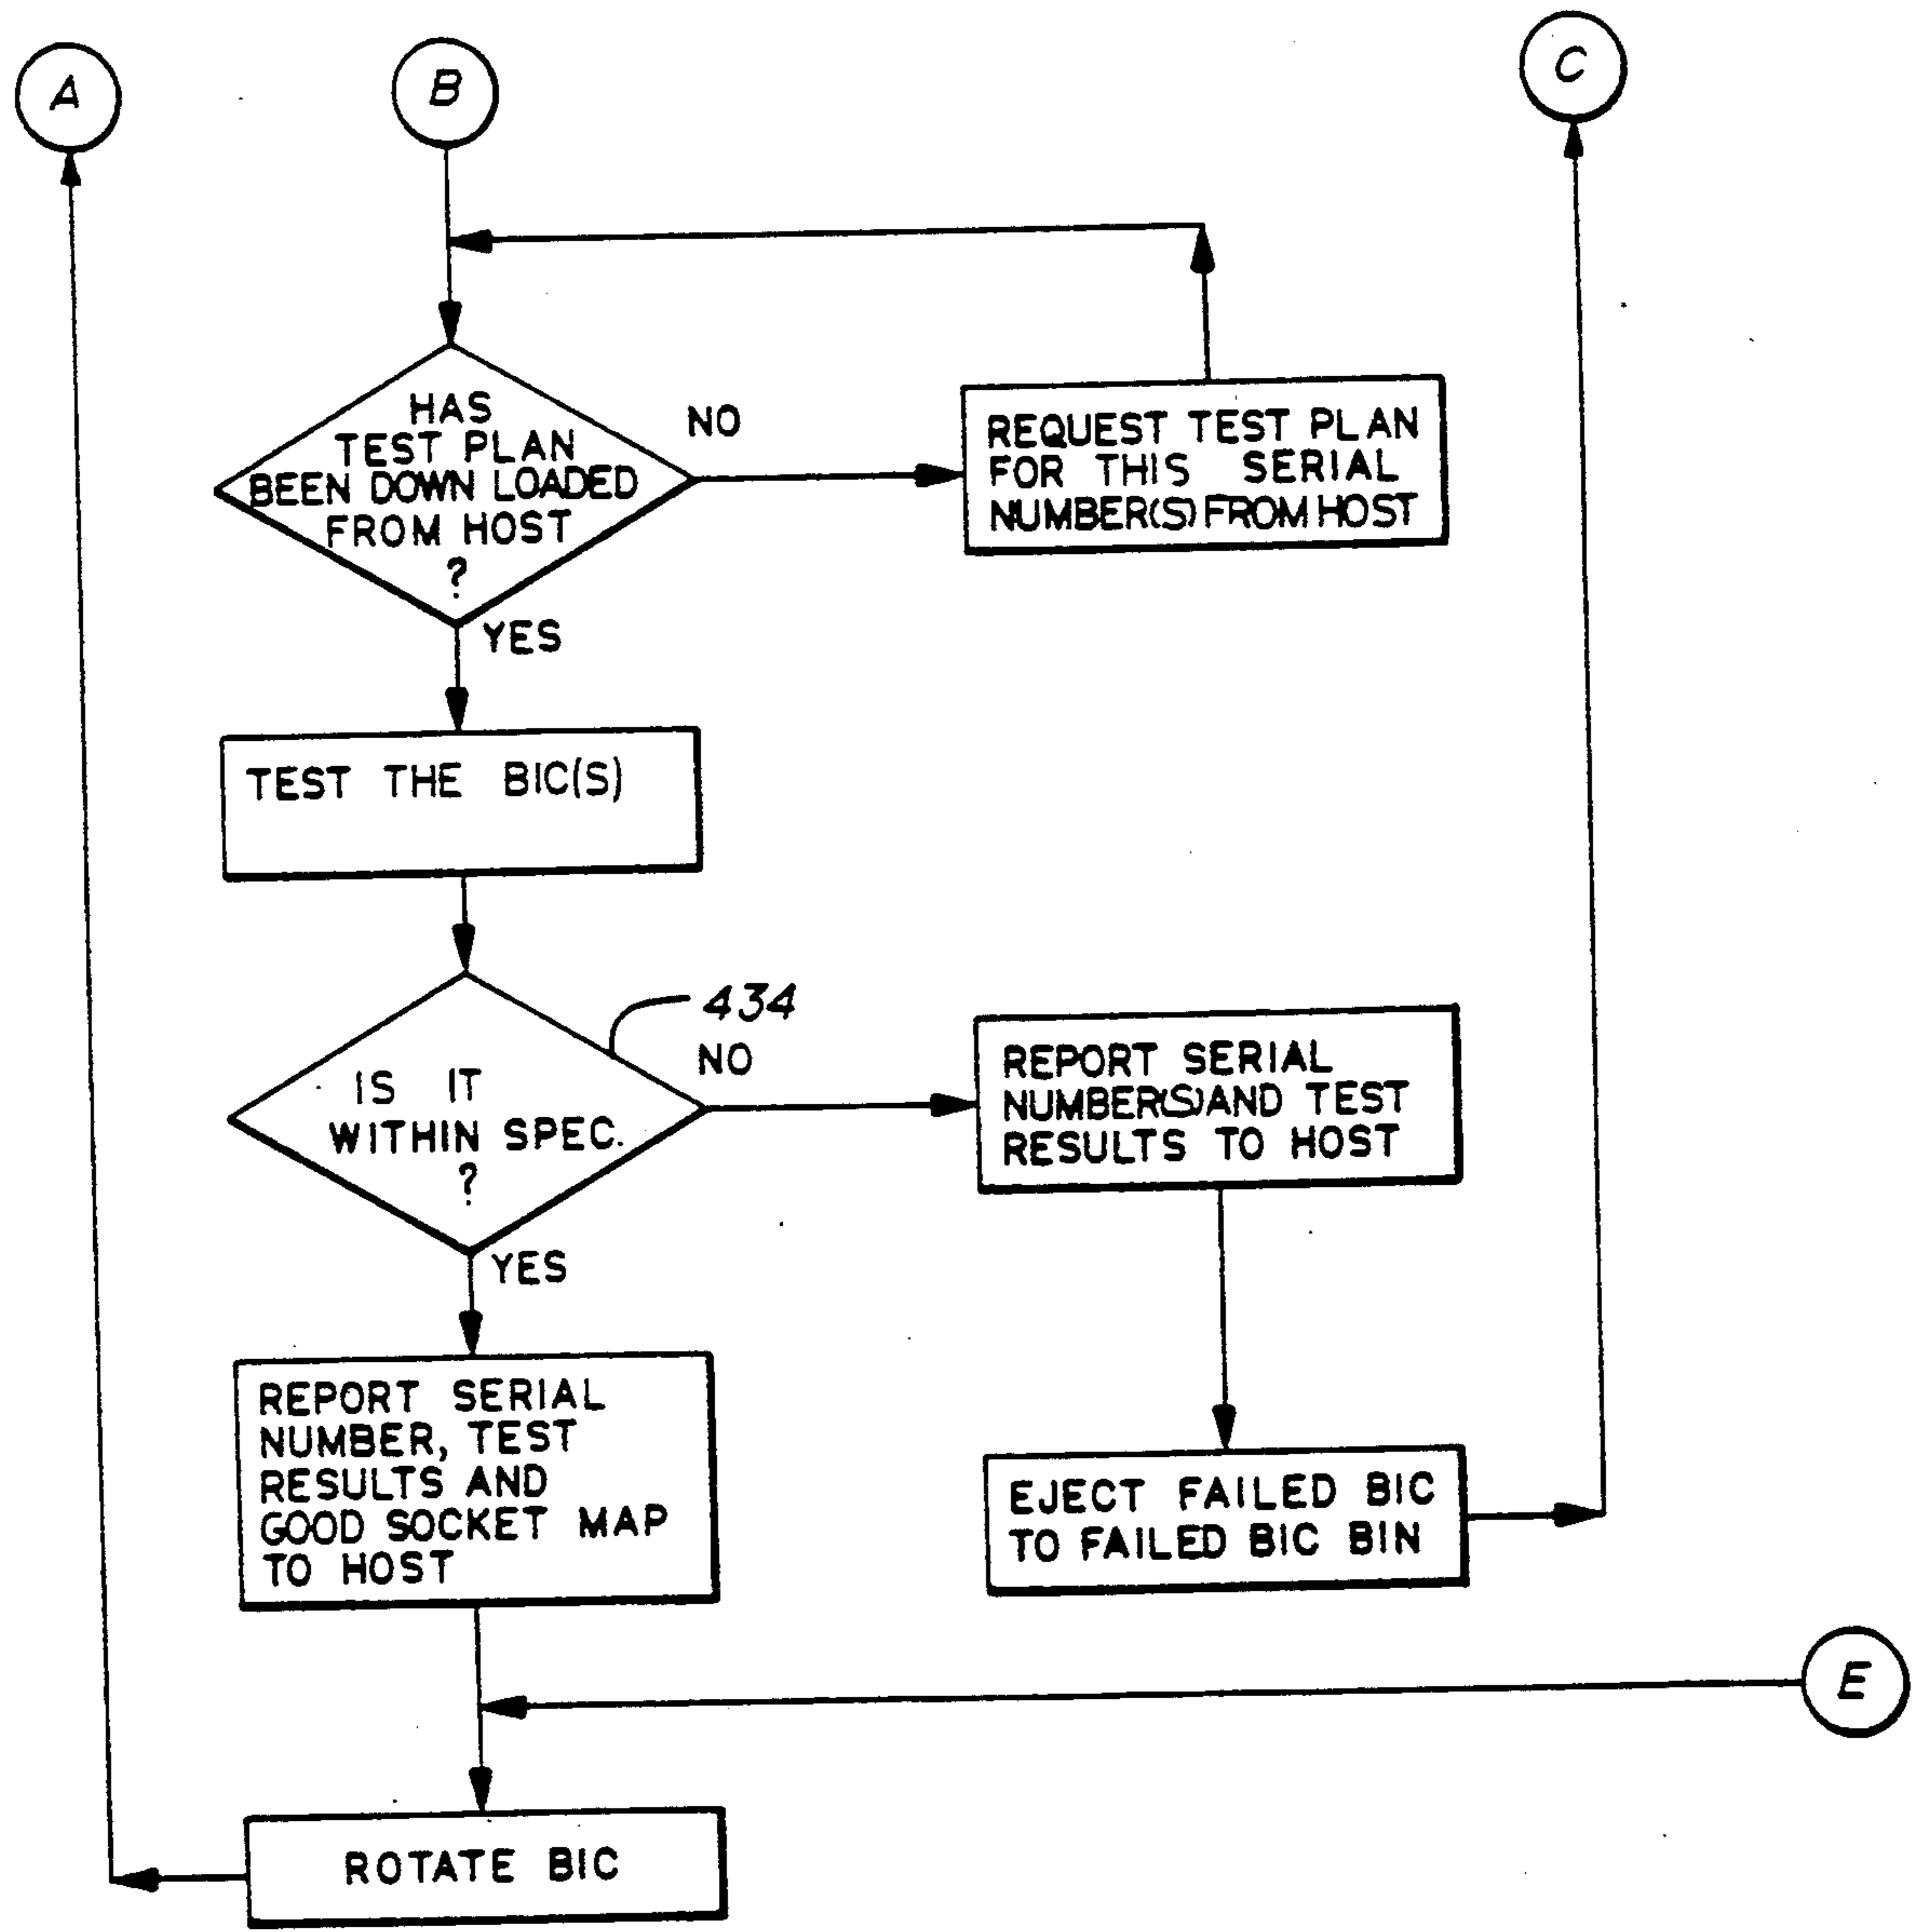 A
B
C
HAS
TEST PLAN
BEEN DOWN LOADED
FROM HOST
?
NO
REQUEST TEST PLAN
FOR THIS SERIAL
NUMBER(S) FROM HOST
YES
TEST THE BIC(S)
434
IS IT
WITHIN SPEC.
?
NO
REPORT SERIAL
NUMBER(S) AND TEST
RESULTS TO HOST
YES
REPORT SERIAL
NUMBER, TEST
RESULTS AND
GOOD SOCKET MAP
TO HOST
EJECT FAILED BIC
TO FAILED BIC BIN
E
ROTATE BIC